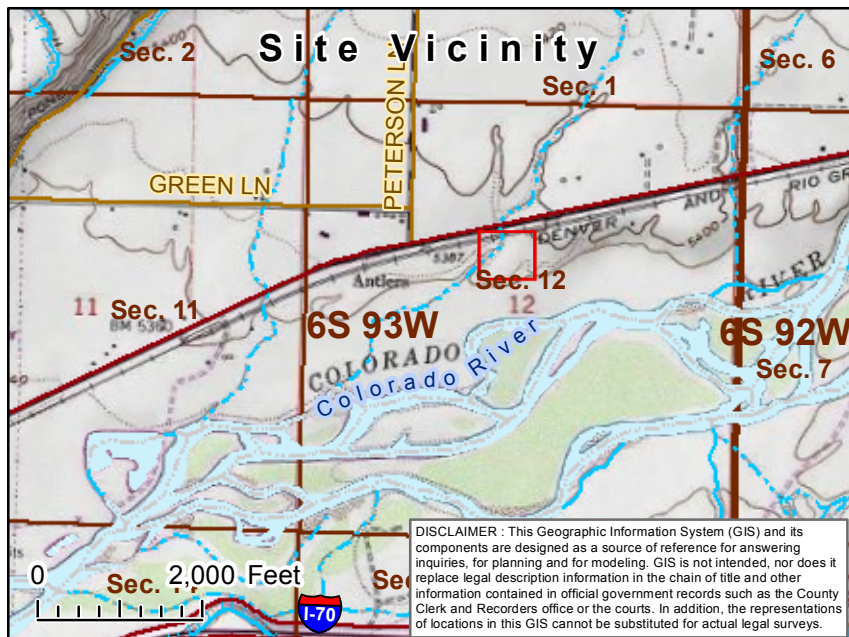 Site Vicinity
Sec. 2
5400
Sec. 1
Sec. 6
PETERSON LN
GREEN LN
RIO GR
AND
DENVER
5387
5400
Antlers
Sec. 12
RIVER
11
Sec. 11
12
BM 5380
6S 93W
6S 92W
COLORADO
Colorado River
Sec. 7
0
2,000 Feet
I-70
DISCLAIMER : This Geographic Information System (GIS) and its
components are designed as a source of reference for answering
inquiries, for planning and for modeling. GIS is not intended, nor does it
replace legal description information in the chain of title and other
information contained in official government records such as the County
Clerk and Recorders office or the courts. In addition, the representations
of locations in this GIS cannot be substituted for actual legal surveys.